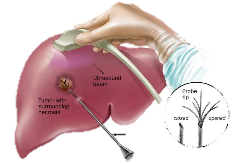 Ultrasound
beam
Tumor with
surrounding
necrosis
Probe
tip
closed
opened